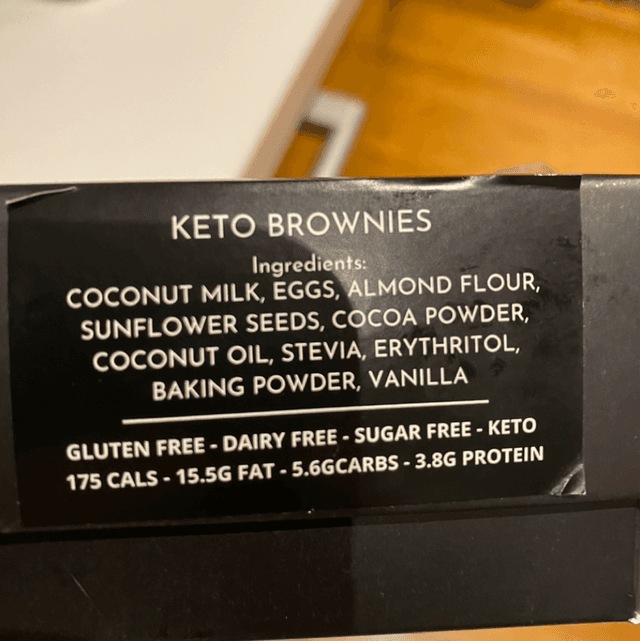 KETO BROWNIES
Ingredients:
COCONUT MILK, EGGS, ALMOND FLOUR,
SUNFLOWER SEEDS, COCOA POWDER,
COCONUT OIL, STEVIA, ERYTHRITOL,
BAKING POWDER, VANILLA
GLUTEN FREE - DAIRY FREE - SUGAR FREE - KETO
175 CALS - 15.5G FAT - 5.6GCARBS - 3.8G PROTEIN